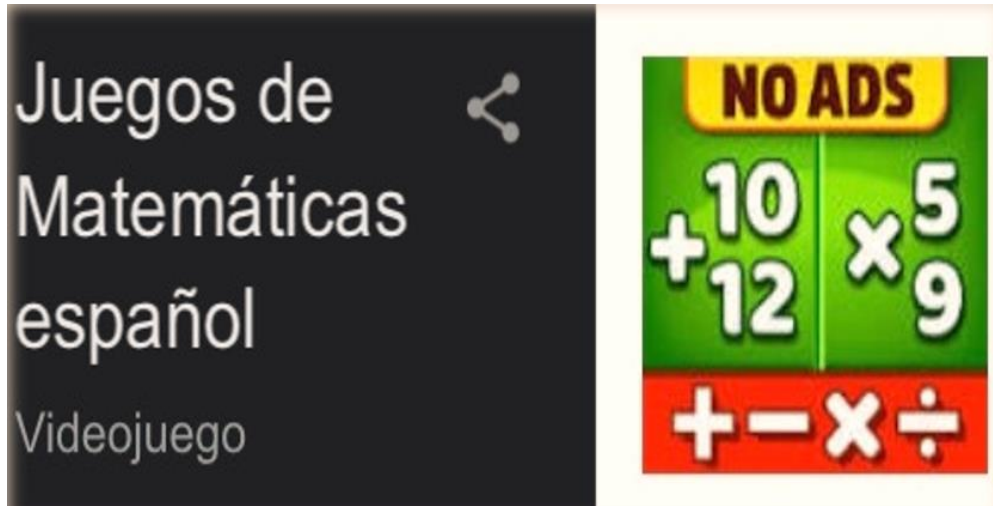 Juegos de
Matemáticas
español
Videojuego
NO ADS
10
+12
5
×9
+ − × ÷